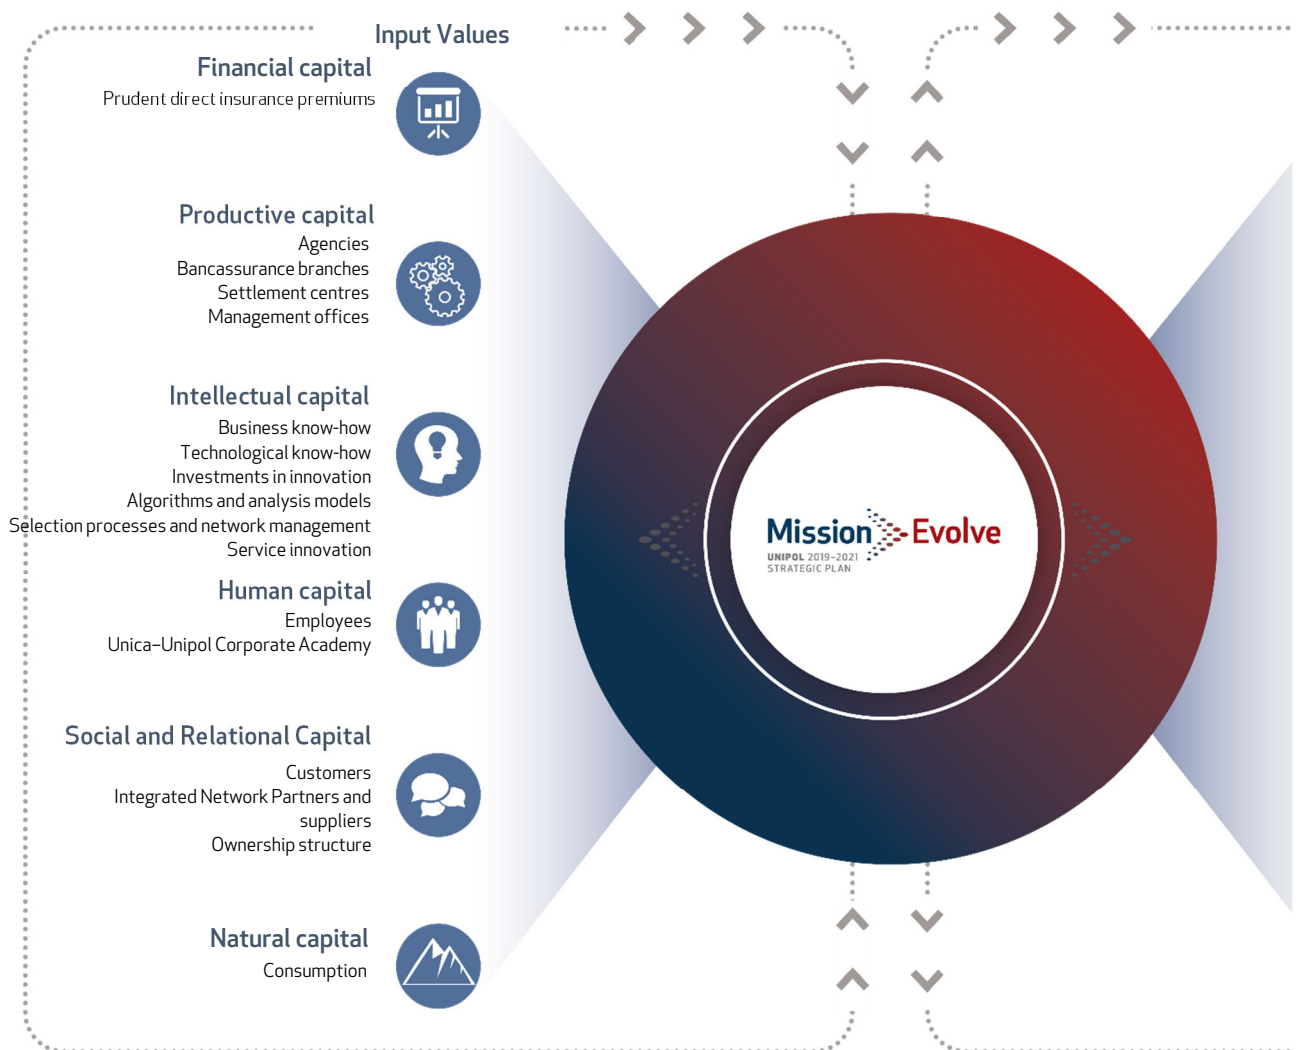 Input Values
Financial capital
Prudent direct insurance premiums
Productive capital
Agencies
Bancassurance branches
Settlement centres
Management offices
Intellectual capital
Business know-how
Technological know-how
Investments in innovation
Algorithms and analysis models
Selection processes and network management
Service innovation
Human capital
Employees
Unica–Unipol Corporate Academy
Social and Relational Capital
Customers
Integrated Network Partners and
suppliers
Ownership structure
Natural capital
Consumption
Mission Evolve
UNIPOL 2019–2021
STRATEGIC PLAN